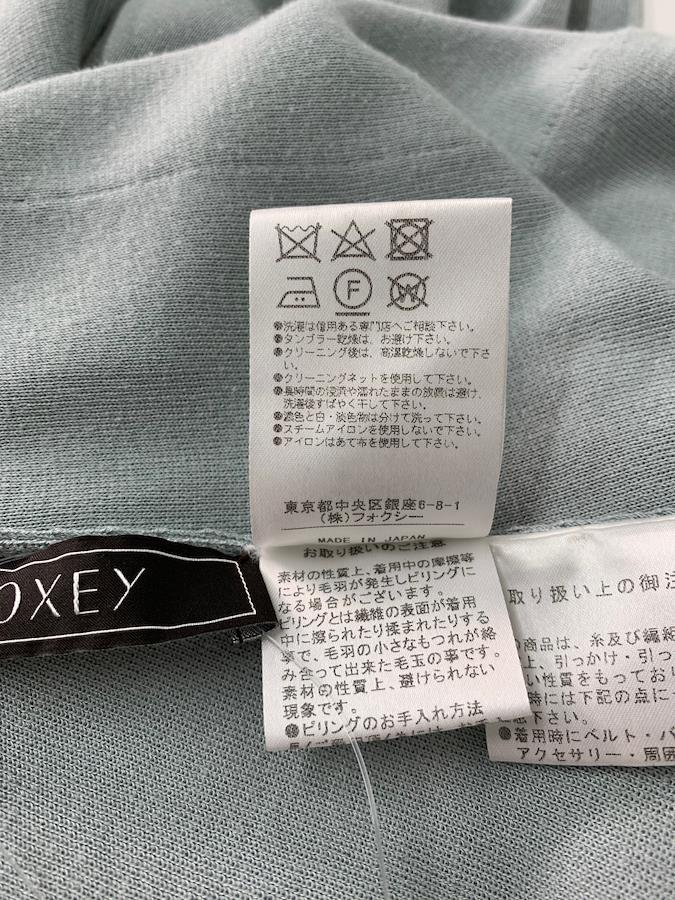 F
W
●洗濯は信用ある専門店へご相談下さい。
●タンブラー乾燥は、お避け下さい。
●クリーニング後は、高温乾燥しないで下さ
い。
●クリーニングネットを使用して下さい。
●長時間の浸漬や濡れたままの放置は避け、
洗濯後すばやく干して下さい。
●濃色と白・淡色物は分けて洗って下さい。
●スチームアイロンを使用しないで下さい。
●アイロンはあて布を使用して下さい。
東京都中央区銀座6-8-1
(株)フォクシー
MADE IN JAPAN
OXEY
お取り扱いのご注意
素材の性質上、着用中の摩擦等
により毛羽が発生しピリングに
なる場合がございます。
ピリングとは繊維の表面が着用
中に擦られたり揉まれたりする
事で、毛羽の小さなもつれが絡
み合って出来た毛玉の事です。
素材の性質上、避けられない
現象です。
●ピリングのお手入れ方法
取り扱い上の御注
商品は、糸及び編組
上、引っかけ・引っ
い性質をもってお
時には下記の点に
下さい。
●着用時にベルト・バ
アクセサリー・周囲